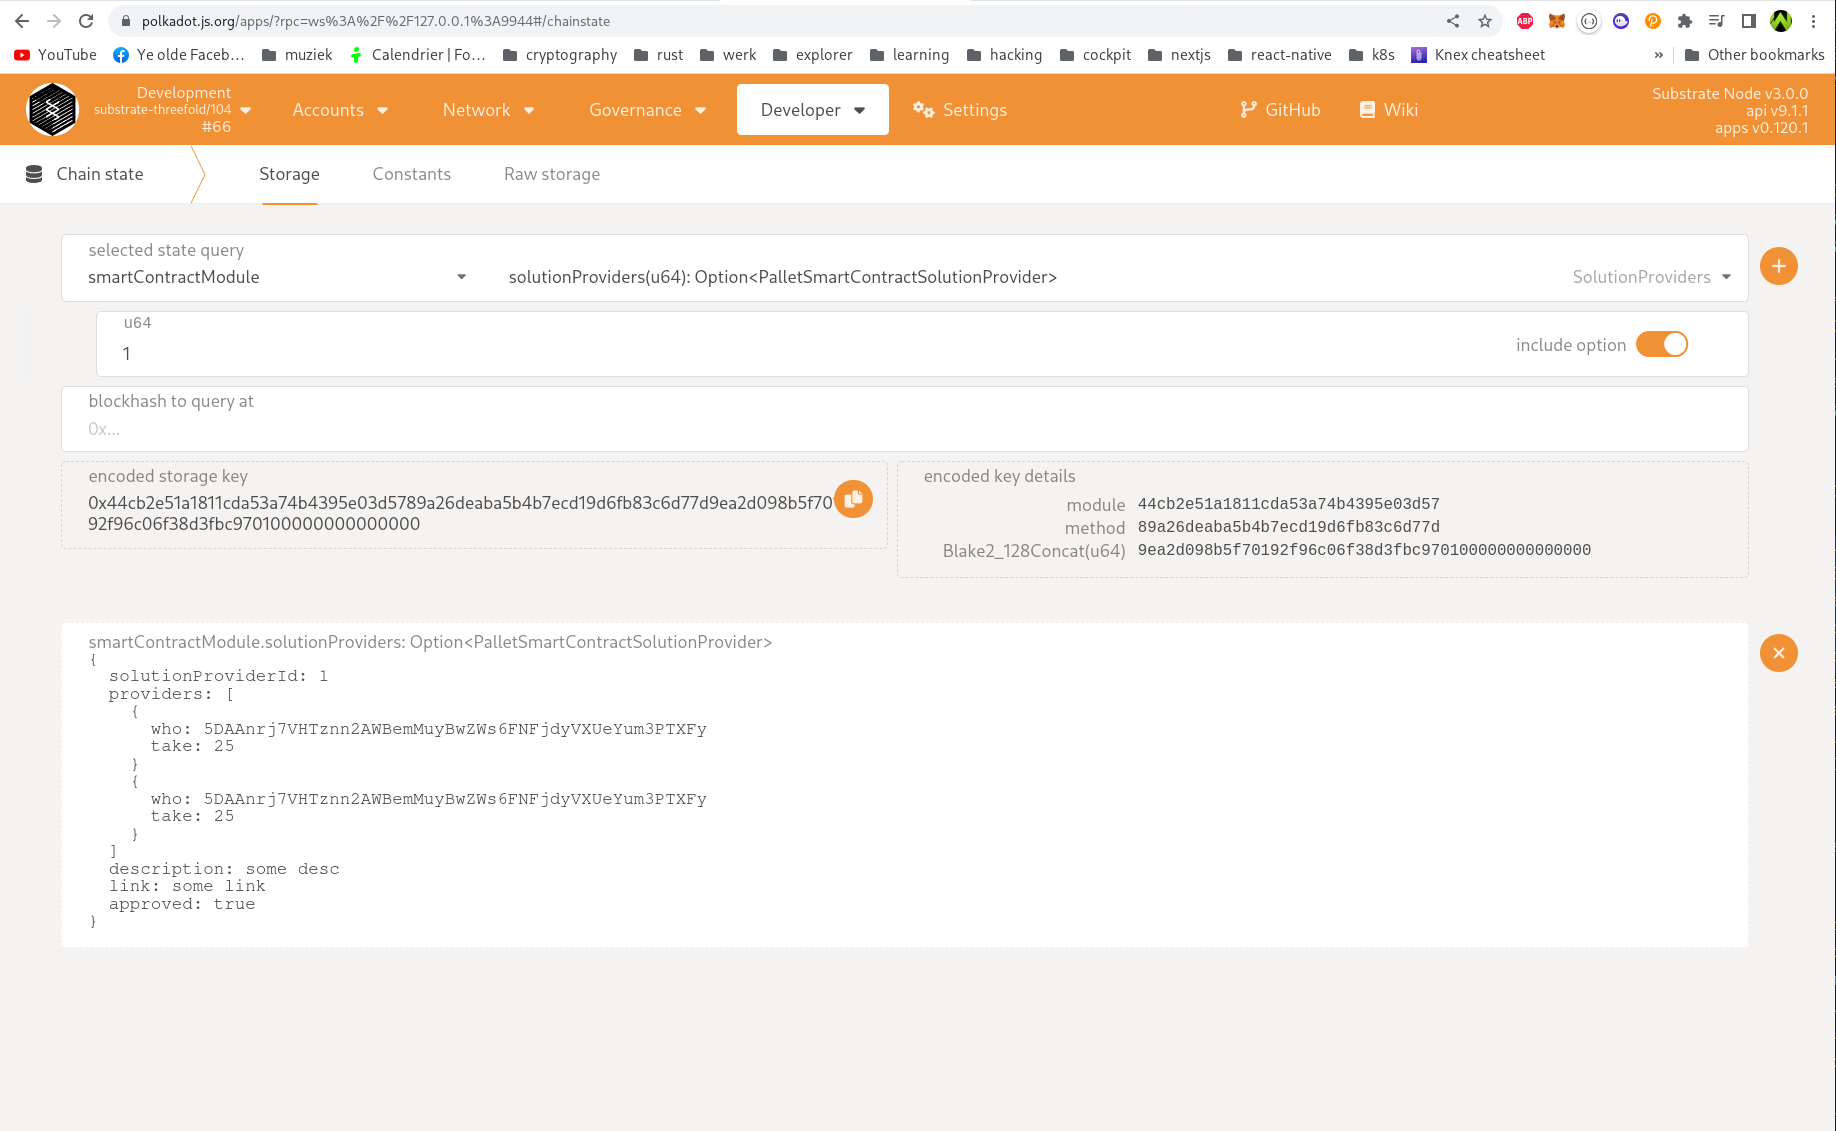 polkadot.js.org/apps/?rpc=ws%3A%2F%2F127.0.0.1%3A9944#/chainstate
ABP
YouTube Ye olde Faceb... muziek Calendrier | Fo... cryptography rust werk explorer learning hacking cockpit nextjs react-native k8s Knex cheatsheet » Other bookmarks
Development
substrate-threefold/104
#66
Accounts Network Governance Developer Settings GitHub Wiki
Substrate Node v3.0.0
api v9.1.1
apps v0.120.1
Chain state Storage Constants Raw storage
selected state query
smartContractModule solutionProviders(u64): Option<PalletSmartContractSolutionProvider> SolutionProviders
u64
1 include option
blockhash to query at
0x...
encoded storage key
0x44cb2e51a1811cda53a74b4395e03d5789a26deaba5b4b7ecd19d6fb83c6d77d9ea2d098b5f701
92f96c06f38d3fbc970100000000000000
encoded key details
module 44cb2e51a1811cda53a74b4395e03d57
method 89a26deaba5b4b7ecd19d6fb83c6d77d
Blake2_128Concat(u64) 9ea2d098b5f70192f96c06f38d3fbc970100000000000000
smartContractModule.solutionProviders: Option<PalletSmartContractSolutionProvider>
{
solutionProviderId: 1
providers: [
{
who: 5DAAnrj7VHTznn2AWBemMuyBwZWs6FNFjdyVXUeYum3PTXFy
take: 25
}
{
who: 5DAAnrj7VHTznn2AWBemMuyBwZWs6FNFjdyVXUeYum3PTXFy
take: 25
}
]
description: some desc
link: some link
approved: true
}